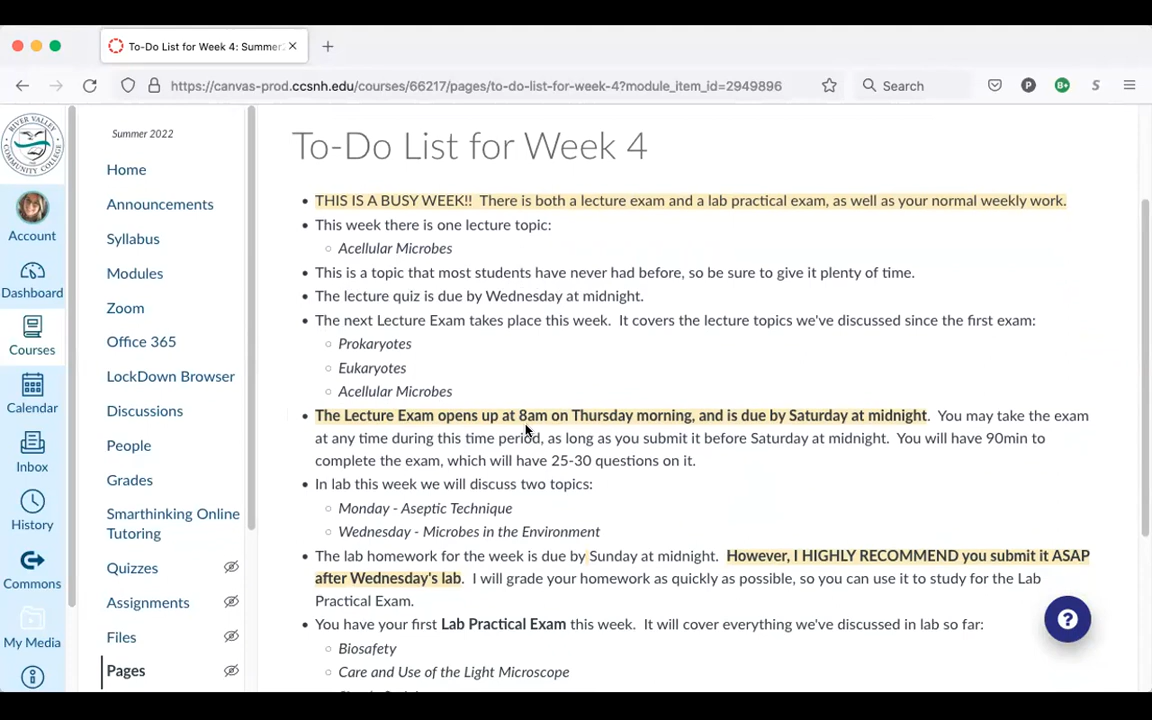 To-Do List for Week 4: Summer
https://canvas-prod.ccsnh.edu/courses/66217/pages/to-do-list-for-week-4?module_item_id=2949896
Search
P
B+
S
RIVER VALLEY
COMMUNITY COLLEGE
Account
Dashboard
Courses
Calendar
Inbox
History
Commons
My Media
Summer 2022
Home
Announcements
Syllabus
Modules
Zoom
Office 365
LockDown Browser
Discussions
People
Grades
Smarthinking Online
Tutoring
Quizzes
Assignments
Files
Pages
To-Do List for Week 4
THIS IS A BUSY WEEK!! There is both a lecture exam and a lab practical exam, as well as your normal weekly work.
This week there is one lecture topic:
Acellular Microbes
This is a topic that most students have never had before, so be sure to give it plenty of time.
The lecture quiz is due by Wednesday at midnight.
The next Lecture Exam takes place this week. It covers the lecture topics we've discussed since the first exam:
Prokaryotes
Eukaryotes
Acellular Microbes
The Lecture Exam opens up at 8am on Thursday morning, and is due by Saturday at midnight. You may take the exam
at any time during this time period, as long as you submit it before Saturday at midnight. You will have 90min to
complete the exam, which will have 25-30 questions on it.
In lab this week we will discuss two topics:
Monday - Aseptic Technique
Wednesday - Microbes in the Environment
The lab homework for the week is due by Sunday at midnight. However, I HIGHLY RECOMMEND you submit it ASAP
after Wednesday's lab. I will grade your homework as quickly as possible, so you can use it to study for the Lab
Practical Exam.
You have your first Lab Practical Exam this week. It will cover everything we've discussed in lab so far:
Biosafety
Care and Use of the Light Microscope